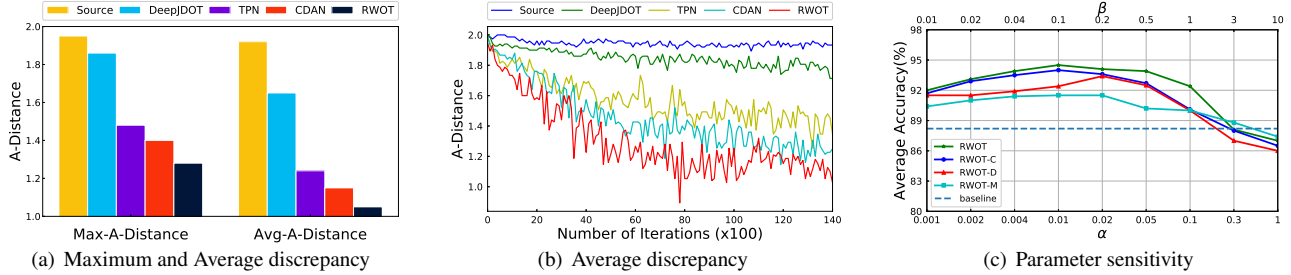 Source DeepJDOT TPN CDAN RWOT
A-Distance
2.0
1.8
1.6
1.4
1.2
1.0
Max-A-Distance Avg-A-Distance
(a) Maximum and Average discrepancy
Source DeepJDOT TPN CDAN RWOT
A-Distance
2.0
1.8
1.6
1.4
1.2
1.0
0 20 40 60 80 100 120 140
Number of Iterations (x100)
(b) Average discrepancy
β
0.01 0.02 0.04 0.1 0.2 0.5 1 3 10
Average Accuracy(%)
98
95
92
89
86
83
80
RWOT
RWOT-C
RWOT-D
RWOT-M
baseline
0.001 0.002 0.004 0.01 0.02 0.05 0.1 0.3 1
α
(c) Parameter sensitivity